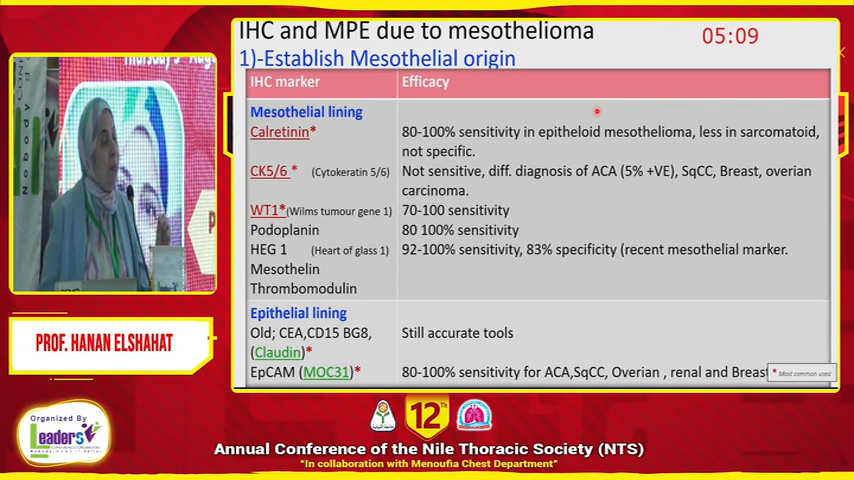 IHC and MPE due to mesothelioma
05:09
1)-Establish Mesothelial origin
IHC marker Efficacy
Mesothelial lining
Calretinin* 80-100% sensitivity in epitheloid mesothelioma, less in sarcomatoid,
not specific.
CK5/6 * (Cytokeratin 5/6) Not sensitive, diff. diagnosis of ACA (5% +VE), SqCC, Breast, overian
carcinoma.
WT1*(Wilms tumour gene 1) 70-100 sensitivity
Podoplanin 80 100% sensitivity
HEG 1 (Heart of glass 1) 92-100% sensitivity, 83% specificity (recent mesothelial marker.
Mesothelin
Thrombomodulin
Epithelial lining
Old; CEA,CD15 BG8, Still accurate tools
(Claudin)*
EpCAM (MOC31)* 80-100% sensitivity for ACA,SqCC, Overian , renal and Breast
* Most common used
Nobody
PROF. HANAN ELSHAHAT
Organized By
Leaders
12Th
Annual Conference of the Nile Thoracic Society (NTS)
"In collaboration with Menoufia Chest Department"